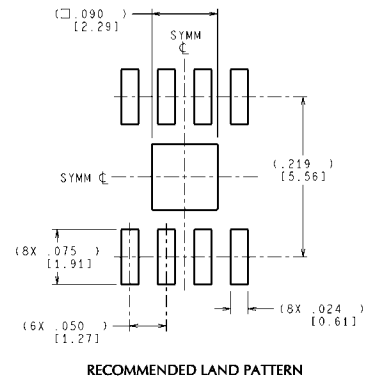 (□.090 )
[2.29]
SYMM
℄
SYMM ℄
(.219 )
[5.56]
(8X .075 )
[1.91]
(8X .024 )
[0.61]
(6X .050 )
[1.27]
RECOMMENDED LAND PATTERN